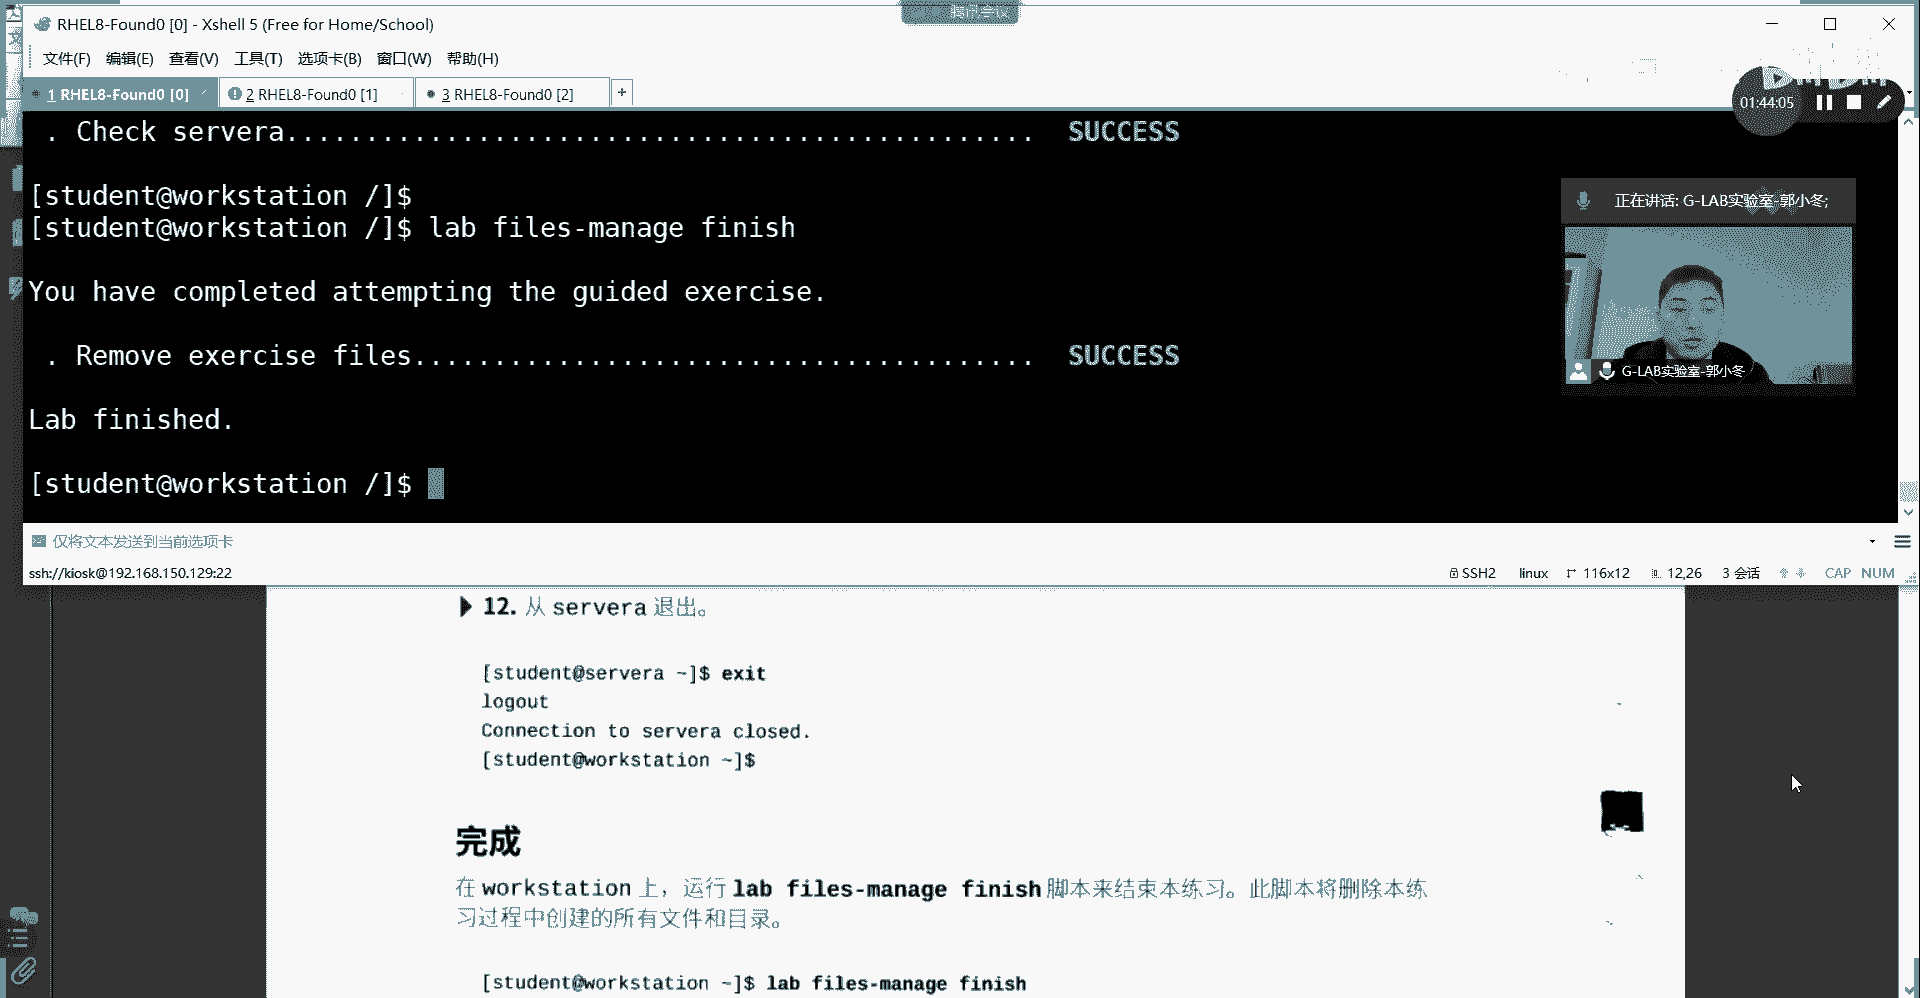 腾讯会议
RHEL8-Found0 [0] - Xshell 5 (Free for Home/School)
文件(F) 编辑(E) 查看(V) 工具(T) 选项卡(B) 窗口(W) 帮助(H)
1 RHEL8-Found0 [0] 2 RHEL8-Found0 [1] 3 RHEL8-Found0 [2] +
01:44:05
. Check servera............................................... SUCCESS
[student@workstation /]$
[student@workstation /]$ lab files-manage finish
You have completed attempting the guided exercise.
. Remove exercise files....................................... SUCCESS
Lab finished.
[student@workstation /]$
正在讲话: G-LAB实验室-郭小冬;
G-LAB实验室-郭小冬
仅将文本发送到当前选项卡
ssh://kiosk@192.168.150.129:22 SSH2 linux 116x12 12,26 3 会话 CAP NUM
12. 从 servera 退出。
[student@servera ~]$ exit
logout
Connection to servera closed.
[student@workstation ~]$
完成
在 workstation 上，运行 lab files-manage finish 脚本来结束本练习。此脚本将删除本练
习过程中创建的所有文件和目录。
[student@workstation ~]$ lab files-manage finish